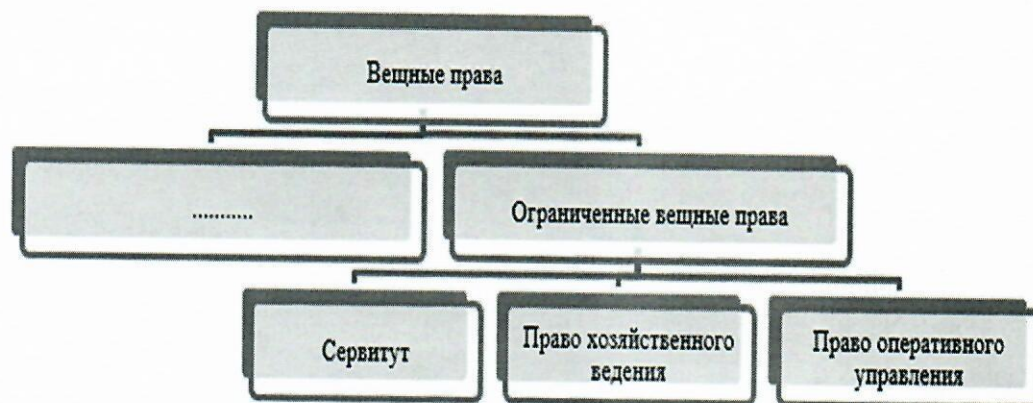 Вещные права
...........
Ограниченные вещные права
Сервитут
Право хозяйственного
ведения
Право оперативного
управления